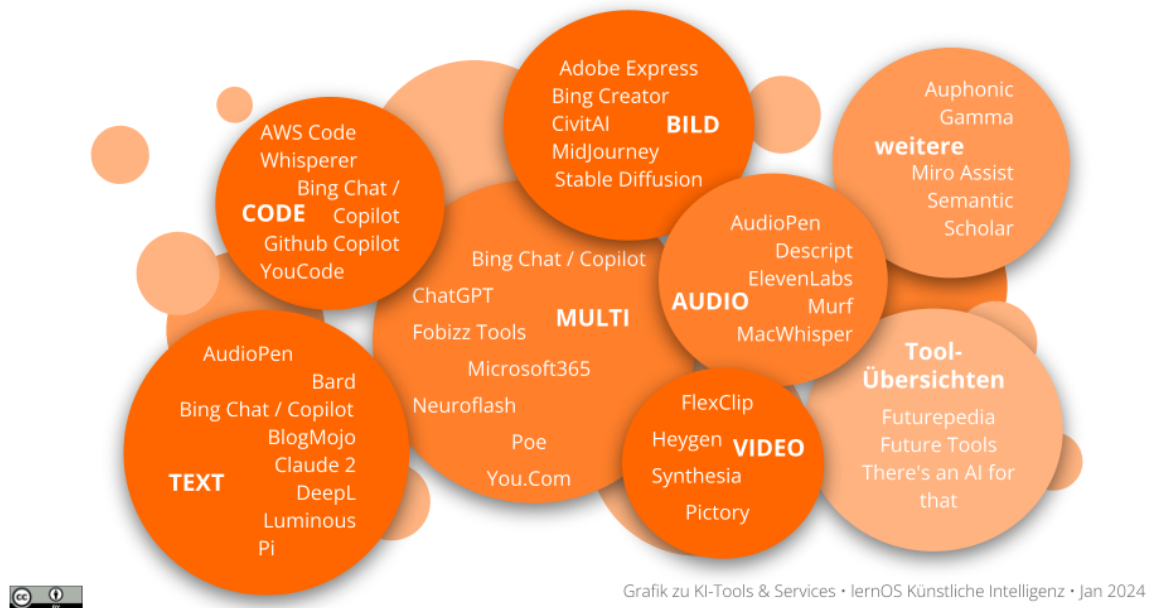 AWS Code
Whisperer
Bing Chat /
CODE Copilot
Github Copilot
YouCode
Adobe Express
Bing Creator
CivitAI BILD
MidJourney
Stable Diffusion
Auphonic
Gamma
weitere
Miro Assist
Semantic
Scholar
Bing Chat / Copilot
ChatGPT
MULTI
Fobizz Tools
Microsoft365
Neuroflash
Poe
You.Com
AudioPen
Descript
ElevenLabs
AUDIO Murf
MacWhisper
AudioPen
Bard
Bing Chat / Copilot
BlogMojo
Claude 2
TEXT DeepL
Luminous
Pi
FlexClip
Heygen VIDEO
Synthesia
Pictory
Tool-
Übersichten
Futurepedia
Future Tools
There's an AI for
that
cc
BY
Grafik zu KI-Tools & Services • lernOS Künstliche Intelligenz • Jan 2024